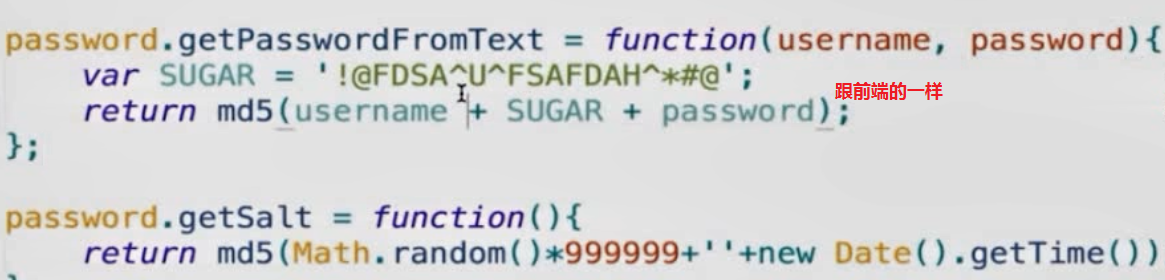 password.getPasswordFromText = function(username, password){
    var SUGAR = '!@FDSA^U^FSAFDAH^*#@';
跟前端的一样
    return md5(username + SUGAR + password);
};
password.getSalt = function(){
    return md5(Math.random()*999999+''+new Date().getTime())